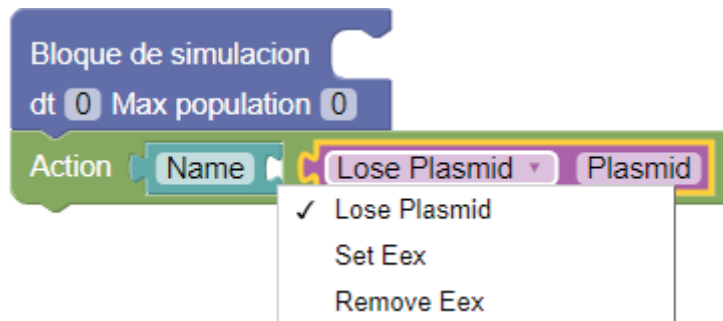 Bloque de simulacion
dt 0 Max population 0
Action Name Lose Plasmid Plasmid
✓ Lose Plasmid
Set Eex
Remove Eex